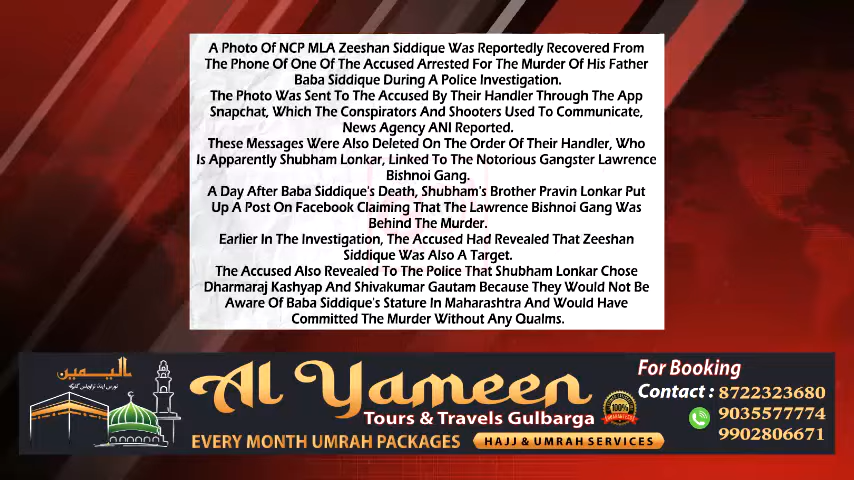 A Photo Of NCP MLA Zeeshan Siddique Was Reportedly Recovered From
The Phone Of One Of The Accused Arrested For The Murder Of His Father
Baba Siddique During A Police Investigation.
The Photo Was Sent To The Accused By Their Handler Through The App
Snapchat, Which The Conspirators And Shooters Used To Communicate,
News Agency ANI Reported.
These Messages Were Also Deleted On The Order Of Their Handler, Who
Is Apparently Shubham Lonkar, Linked To The Notorious Gangster Lawrence
Bishnoi Gang.
A Day After Baba Siddique's Death, Shubham's Brother Pravin Lonkar Put
Up A Post On Facebook Claiming That The Lawrence Bishnoi Gang Was
Behind The Murder.
Earlier In The Investigation, The Accused Had Revealed That Zeeshan
Siddique Was Also A Target.
The Accused Also Revealed To The Police That Shubham Lonkar Chose
Dharmaraj Kashyap And Shivakumar Gautam Because They Would Not Be
Aware Of Baba Siddique's Stature In Maharashtra And Would Have
Committed The Murder Without Any Qualms.
الیمین
ٹورس اینڈ ٹراویلس گلبرگہ
Al Yameen
Tours & Travels Gulbarga
100%
EVERY MONTH UMRAH PACKAGES
HAJJ & UMRAH SERVICES
For Booking
Contact : 8722323680
9035577774
9902806671